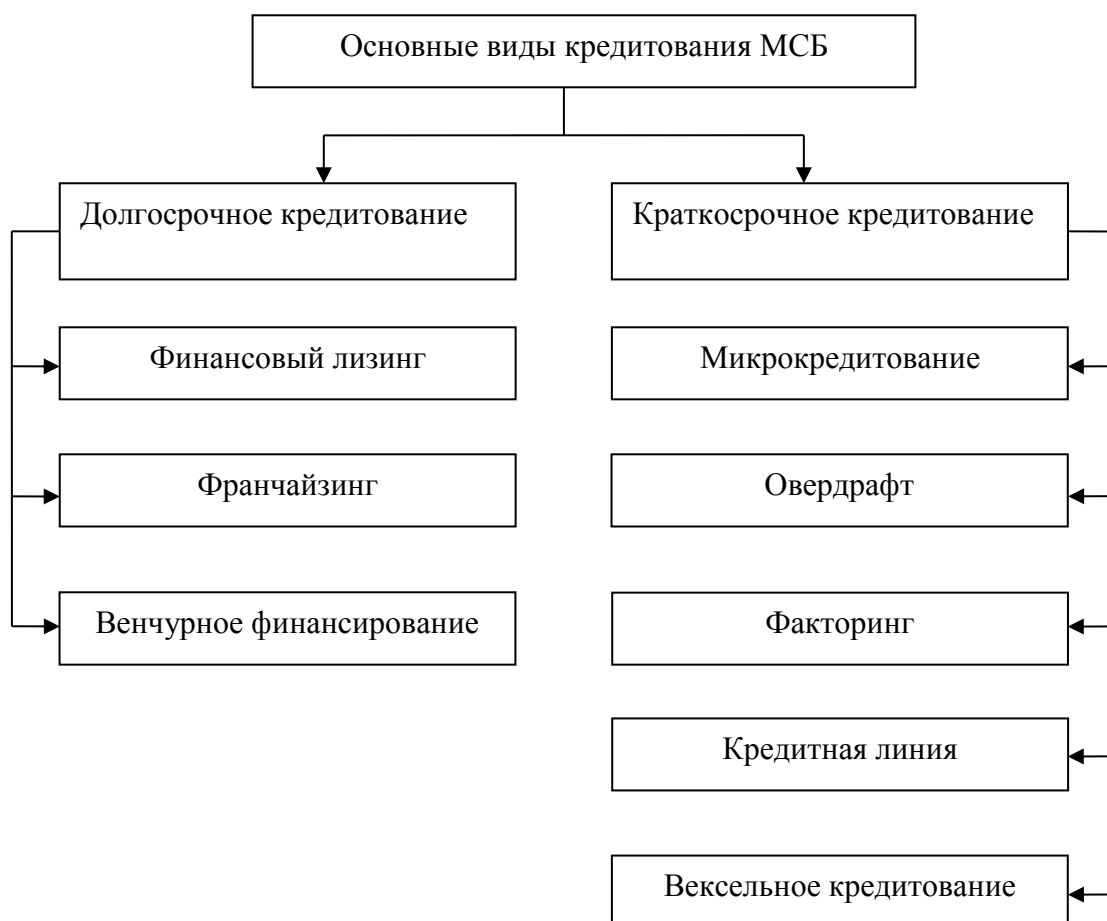 Основные виды кредитования МСБ
Долгосрочное кредитование
Краткосрочное кредитование
Финансовый лизинг
Микрокредитование
Франчайзинг
Овердрафт
Венчурное финансирование
Факторинг
Кредитная линия
Вексельное кредитование